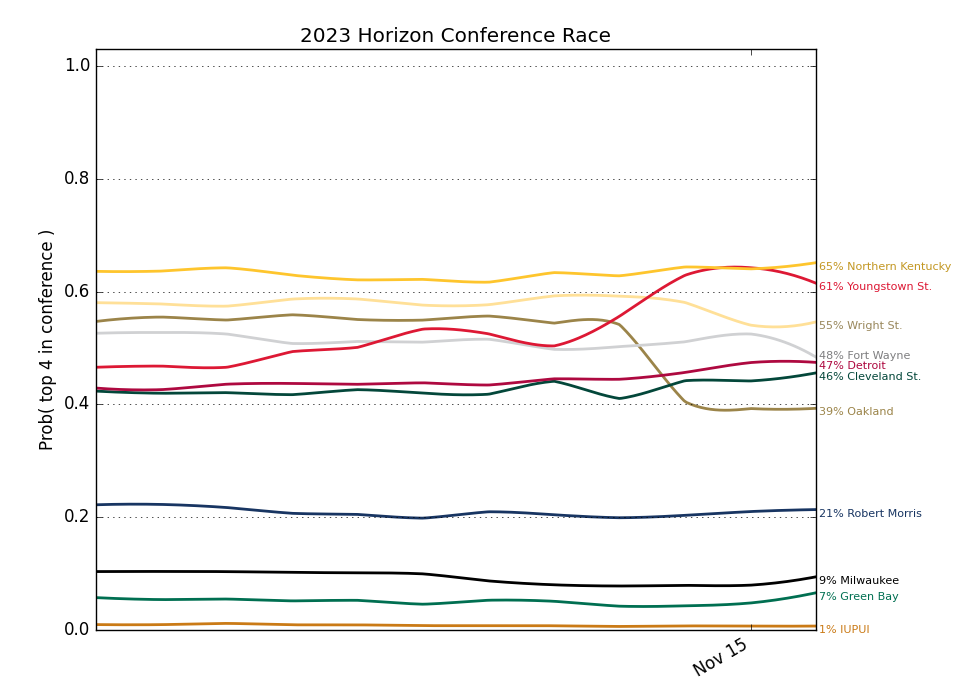 2023 Horizon Conference Race
1.0
0.8
0.6
0.4
0.2
0.0
Prob( top 4 in conference )
65% Northern Kentucky
61% Youngstown St.
55% Wright St.
48% Fort Wayne
47% Detroit
46% Cleveland St.
39% Oakland
21% Robert Morris
9% Milwaukee
7% Green Bay
1% IUPUI
Nov 15